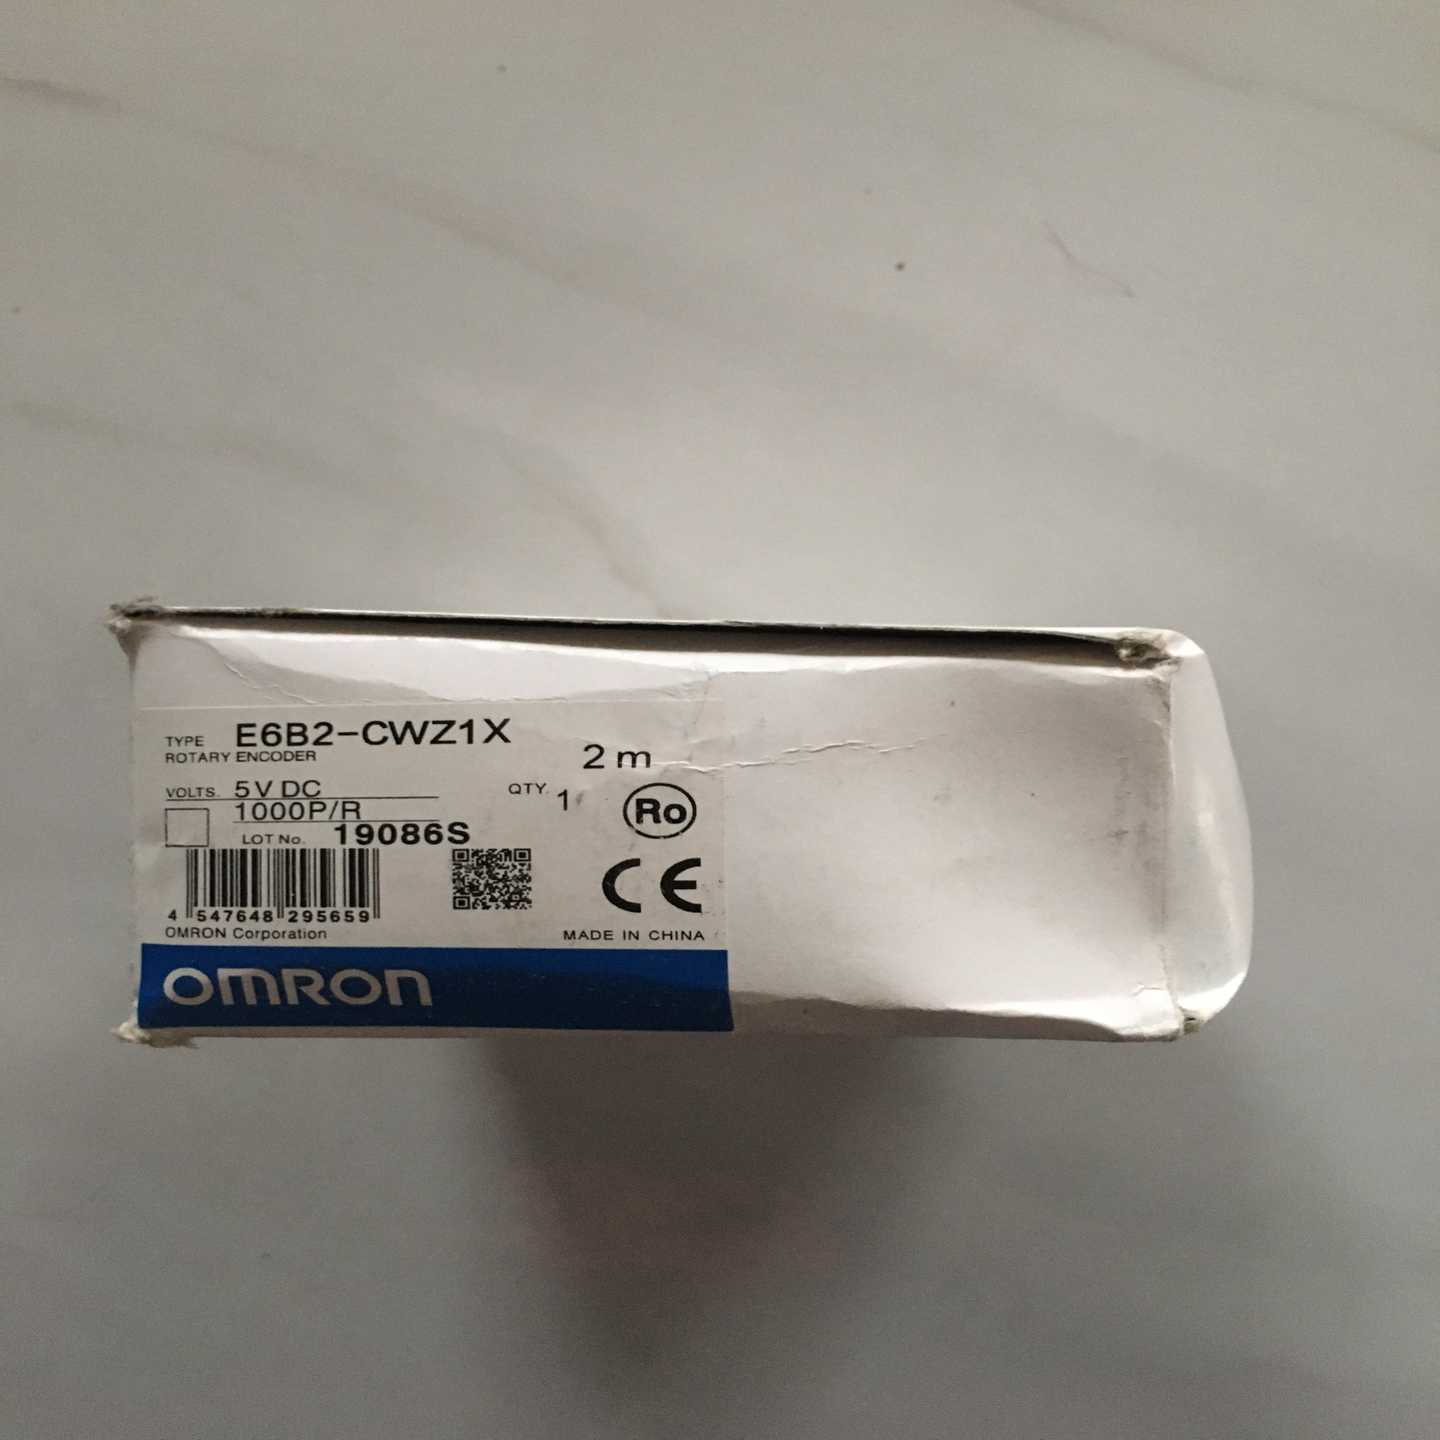 TYPE E6B2-CWZ1X
ROTARY ENCODER
2 m
VOLTS. 5V DC
QTY. 1
1000P/R
Ro
LOT No. 19086S
CE
4 547648 295659
OMRON Corporation
MADE IN CHINA
OMRON